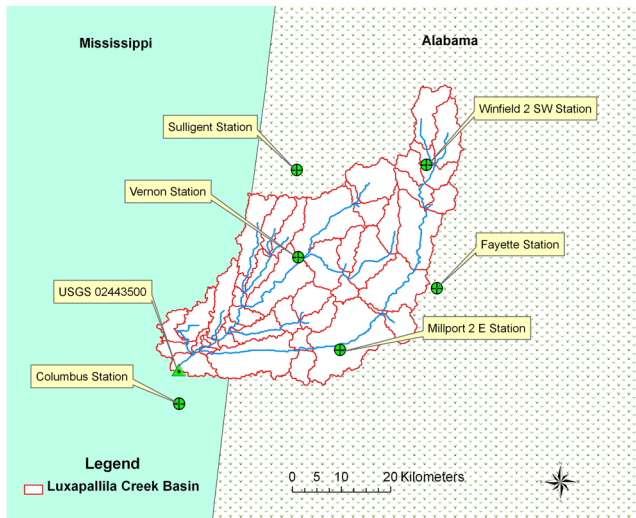 Mississippi
Alabama
Winfield 2 SW Station
Sulligent Station
Vernon Station
Fayette Station
USGS 02443500
Millport 2 E Station
Columbus Station
Legend
Luxapallila Creek Basin
0 5 10 20 Kilometers